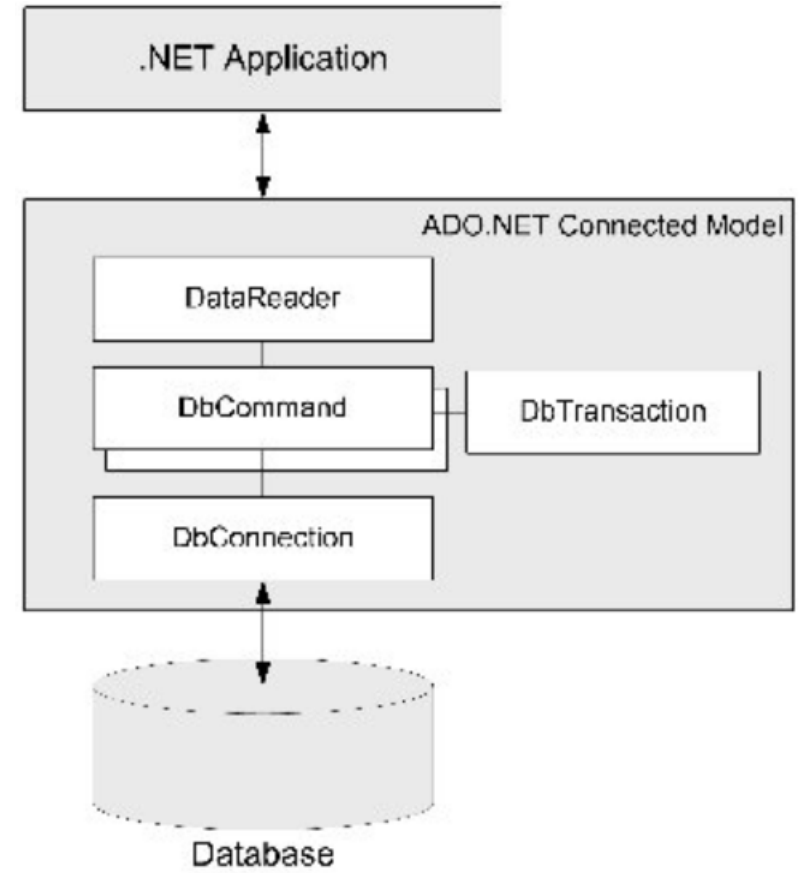 .NET Application
ADO.NET Connected Model
DataReader
DbCommand
DbTransaction
DbConnection
Database